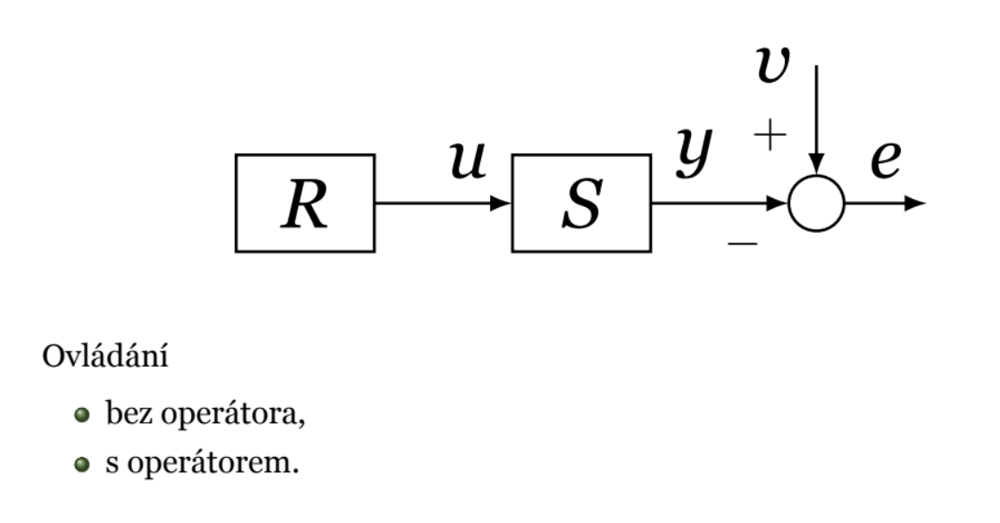 v
+
u
y
e
R
S
−
Ovládání
bez operátora,
s operátorem.